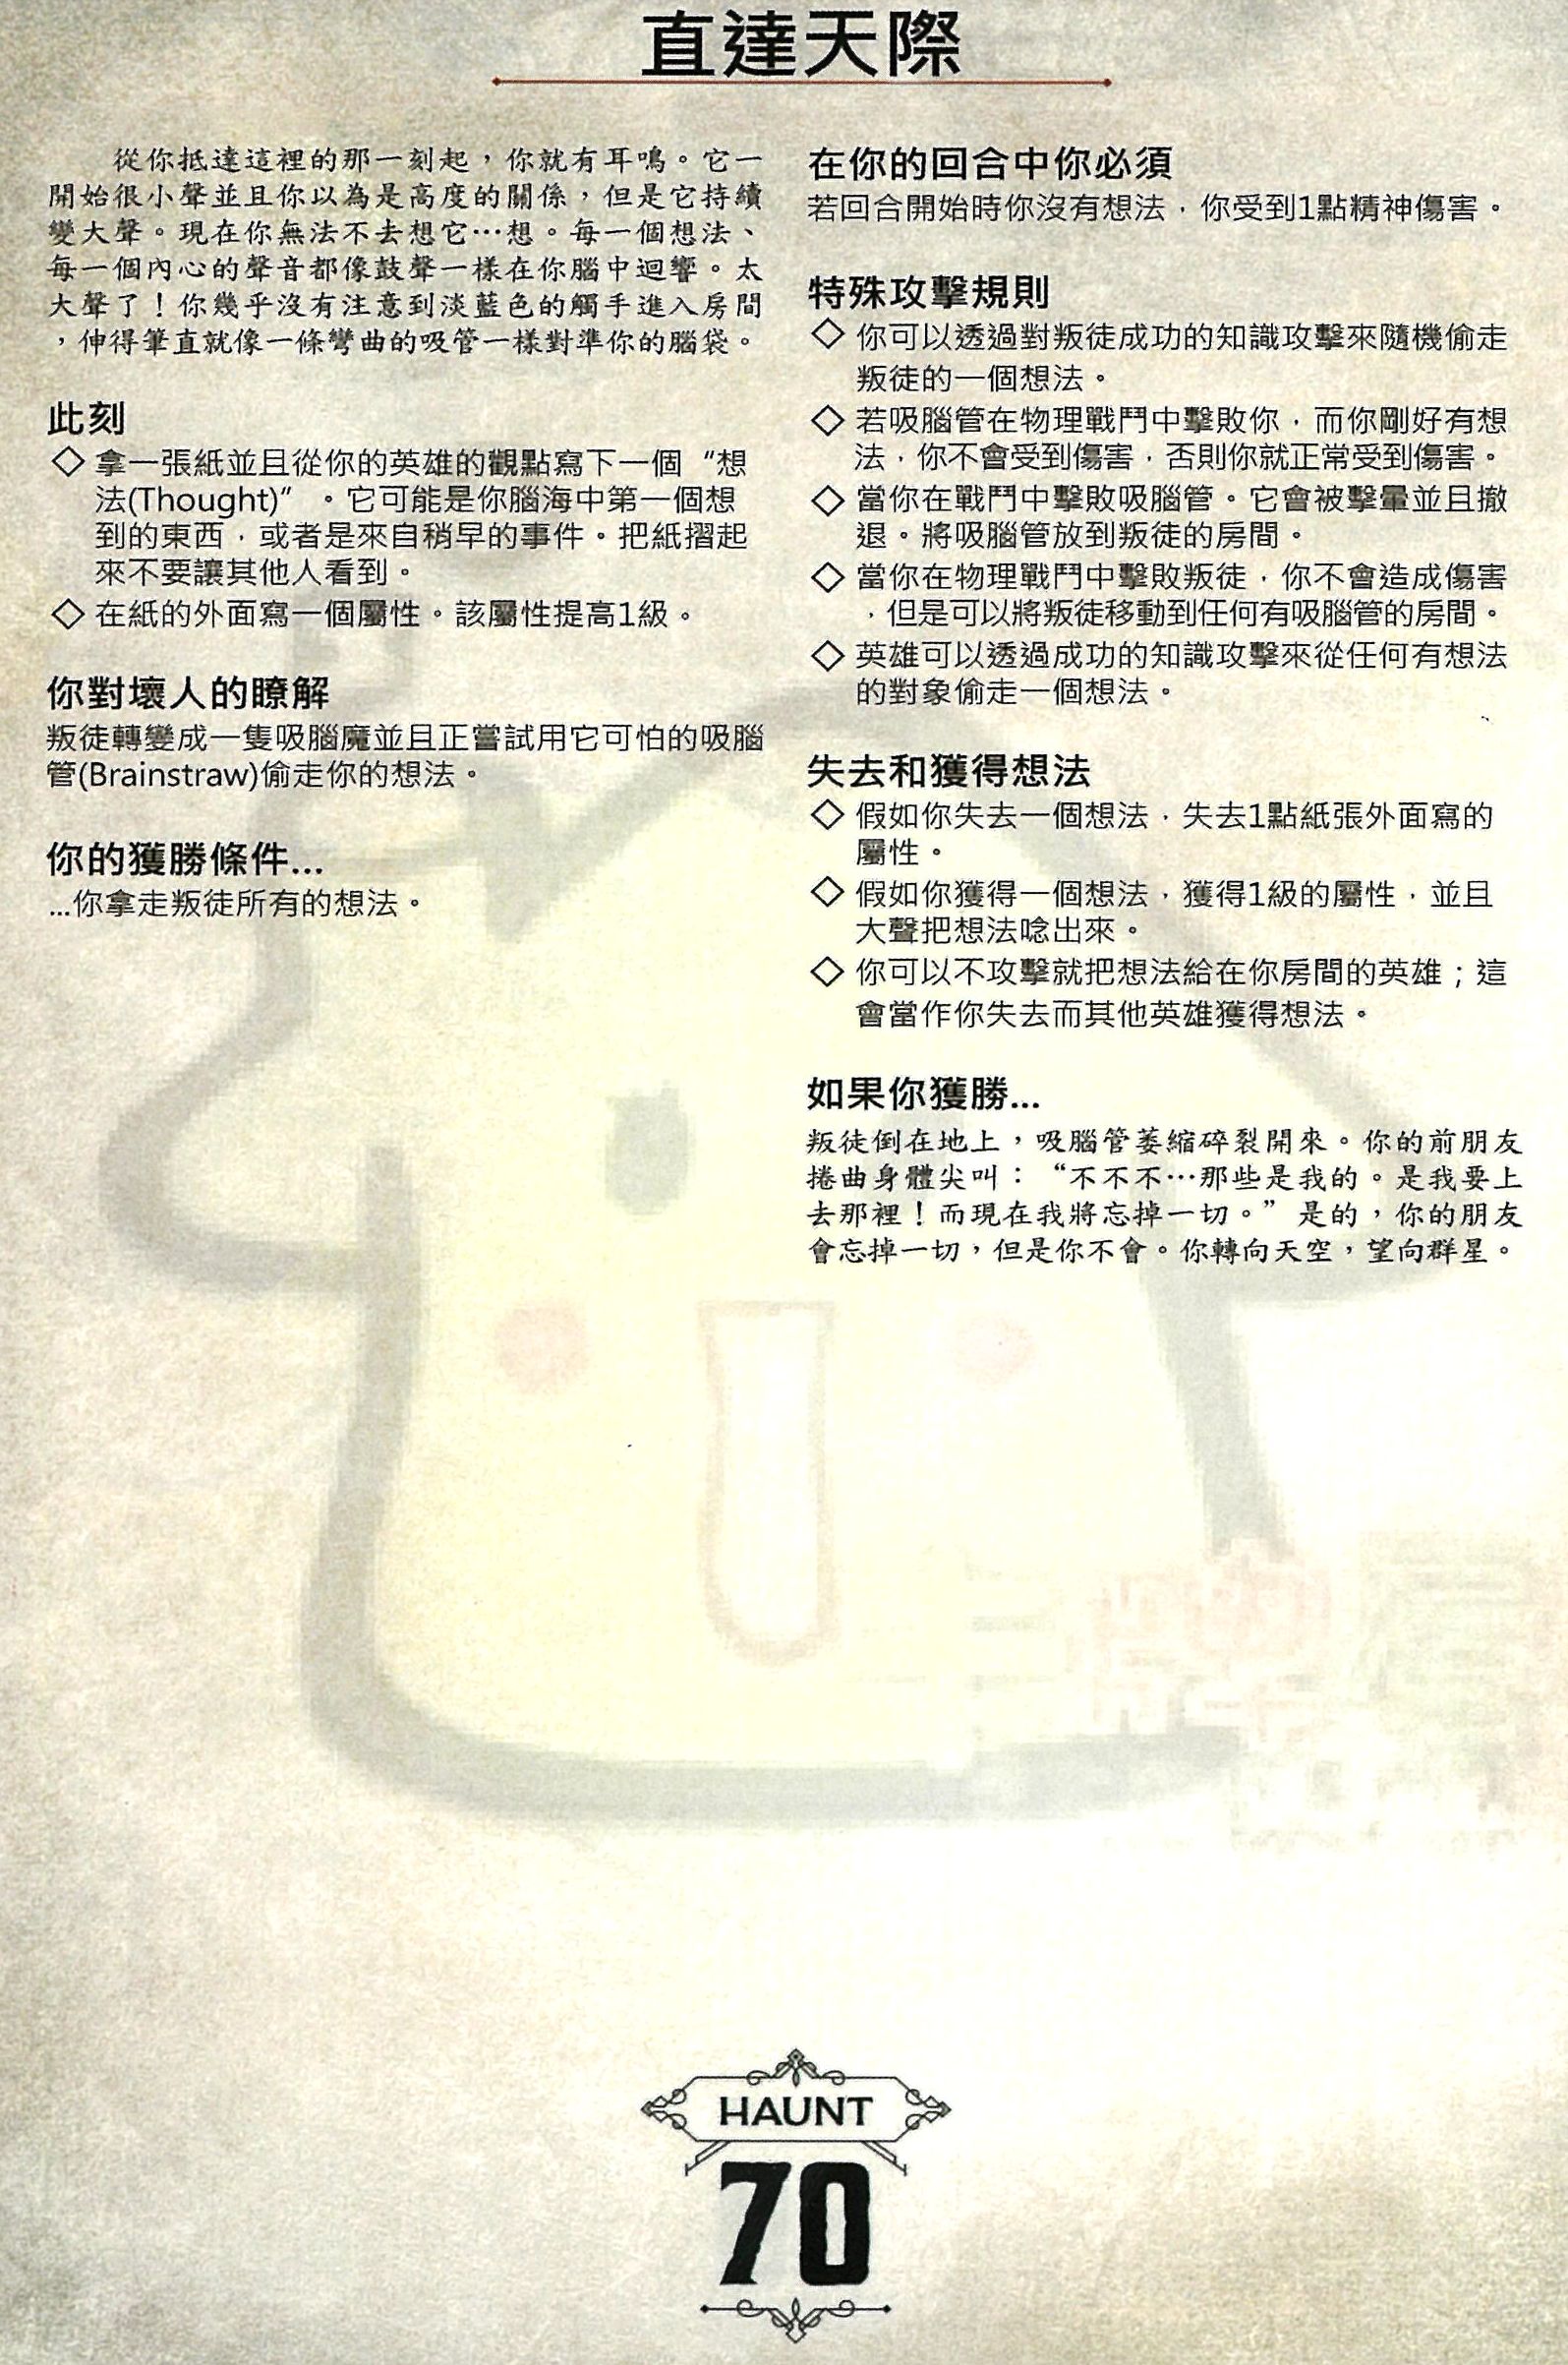 直達天際
從你抵達這裡的那一刻起，你就有耳鳴。它一
開始很小聲並且你以為是高度的關係，但是它持續
變大聲。現在你無法不去想它…想。每一個想法、
每一個內心的聲音都像鼓聲一樣在你腦中迴響。太
大聲了！你幾乎沒有注意到淡藍色的觸手進入房間
，伸得筆直就像一條彎曲的吸管一樣對準你的腦袋。
此刻
◇ 拿一張紙並且從你的英雄的觀點寫下一個“想
法(Thought)”。它可能是你腦海中第一個想
到的東西，或者是來自稍早的事件。把紙摺起
來不要讓其他人看到。
◇ 在紙的外面寫一個屬性。該屬性提高1級。
你對壞人的瞭解
叛徒轉變成一隻吸腦魔並且正嘗試用它可怕的吸腦
管(Brainstraw)偷走你的想法。
你的獲勝條件...
...你拿走叛徒所有的想法。
在你的回合中你必須
若回合開始時你沒有想法，你受到1點精神傷害。
特殊攻擊規則
◇ 你可以透過對叛徒成功的知識攻擊來隨機偷走
叛徒的一個想法。
◇ 若吸腦管在物理戰鬥中擊敗你，而你剛好有想
法，你不會受到傷害，否則你就正常受到傷害。
◇ 當你在戰鬥中擊敗吸腦管。它會被擊暈並且撤
退。將吸腦管放到叛徒的房間。
◇ 當你在物理戰鬥中擊敗叛徒，你不會造成傷害
，但是可以將叛徒移動到任何有吸腦管的房間。
◇ 英雄可以透過成功的知識攻擊來從任何有想法
的對象偷走一個想法。
失去和獲得想法
◇ 假如你失去一個想法，失去1點紙張外面寫的
屬性。
◇ 假如你獲得一個想法，獲得1級的屬性，並且
大聲把想法唸出來。
◇ 你可以不攻擊就把想法給在你房間的英雄；這
會當作你失去而其他英雄獲得想法。
如果你獲勝...
叛徒倒在地上，吸腦管萎縮碎裂開來。你的前朋友
捲曲身體尖叫：“不不不…那些是我的。是我要上
去那裡！而現在我將忘掉一切。”是的，你的朋友
會忘掉一切，但是你不會。你轉向天空，望向群星。
HAUNT
70